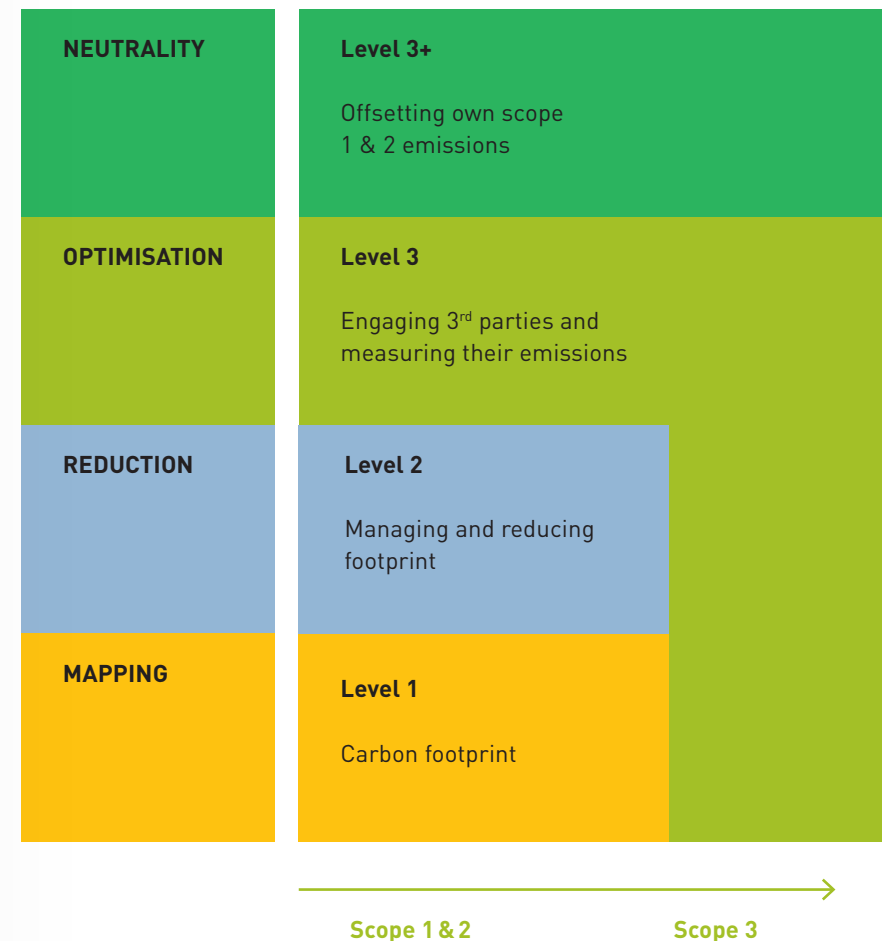 NEUTRALITY
Level 3+
Offsetting own scope
1 & 2 emissions
OPTIMISATION
Level 3
Engaging 3rd parties and
measuring their emissions
REDUCTION
Level 2
Managing and reducing
footprint
MAPPING
Level 1
Carbon footprint
Scope 1 & 2
Scope 3